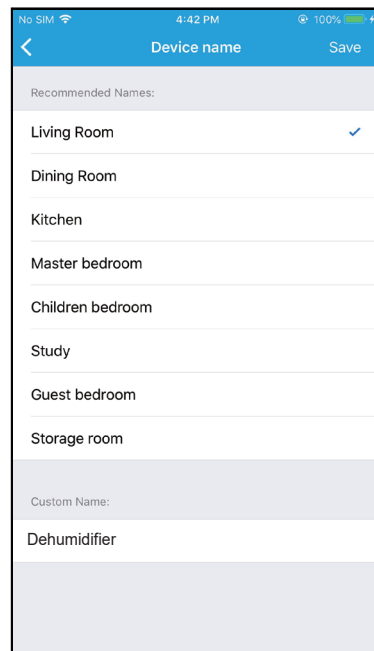 No SIM 4:42 PM 100%
Device name Save
Recommended Names:
Living Room
Dining Room
Kitchen
Master bedroom
Children bedroom
Study
Guest bedroom
Storage room
Custom Name:
Dehumidifier